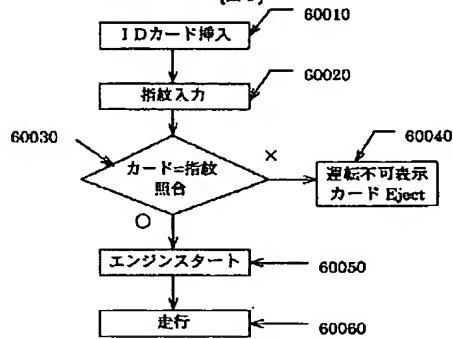 60010
IDカード挿入
60020
指紋入力
60030
カード=指紋
照合
×
60040
運転不可表示
カード Eject
○
エンジンスタート
60050
走行
60060